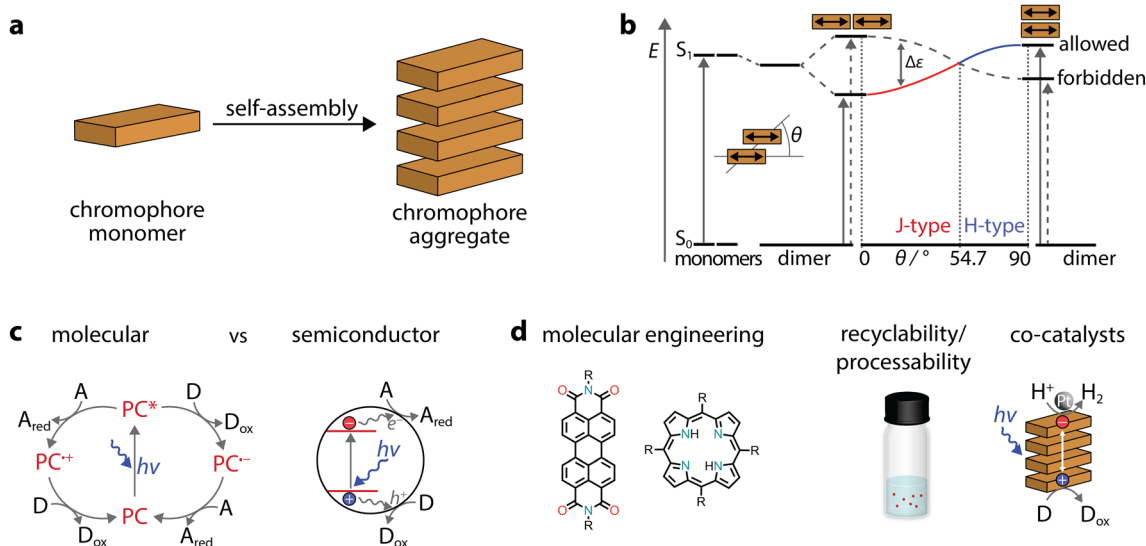 a
self-assembly
chromophore
monomer
chromophore
aggregate
b
E
S1
Δε
allowed
forbidden
θ
J-type
H-type
S0
monomers
dimer
0
θ / °
54.7
90
dimer
c
molecular
vs
semiconductor
A
Ared
PC*
D
Dox
PC•+
hν
PC•−
D
Dox
PC
A
Ared
A
Ared
−
e−
hν
+
h+
D
Dox
d
molecular engineering
R
O
N
O
O
N
O
R
R
NH
N
R
R
N
HN
R
recyclability/
processability
co-catalysts
H+
Pt
H2
hν
−
+
D
Dox